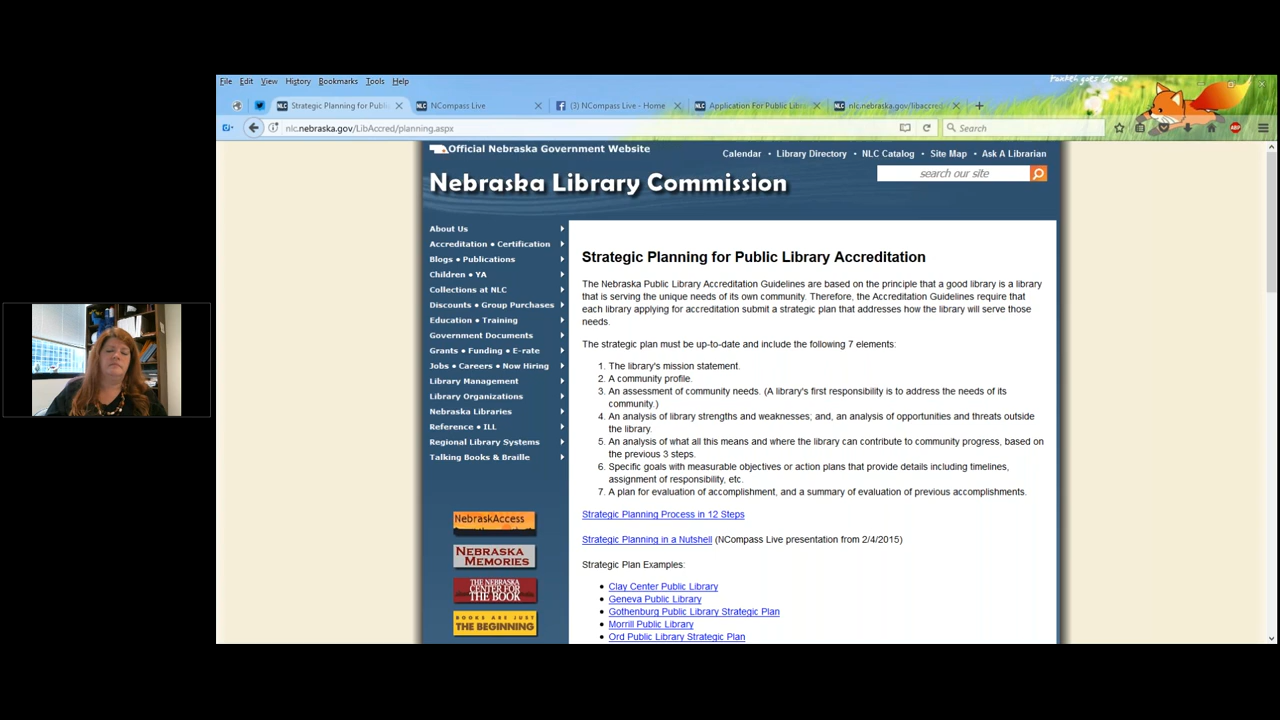 Foxkeh goes Green
File Edit View History Bookmarks Tools Help
NLC Strategic Planning for Publi NLC NCompass Live (3) NCompass Live - Home NLC Application For Public Libra NLC nlc.nebraska.gov/libaccred
nlc.nebraska.gov/LibAccred/planning.aspx Search ABP
Official Nebraska Government Website
Calendar • Library Directory • NLC Catalog • Site Map • Ask A Librarian
Nebraska Library Commission
search our site
About Us
Accreditation • Certification
Blogs • Publications
Children • YA
Collections at NLC
Discounts • Group Purchases
Education • Training
Government Documents
Grants • Funding • E-rate
Jobs • Careers • Now Hiring
Library Management
Library Organizations
Nebraska Libraries
Reference • ILL
Regional Library Systems
Talking Books & Braille
NebraskAccess
NEBRASKA
MEMORIES
THE NEBRASKA
CENTER FOR
THE BOOK
BOOKS ARE JUST
THE BEGINNING
Strategic Planning for Public Library Accreditation
The Nebraska Public Library Accreditation Guidelines are based on the principle that a good library is a library
that is serving the unique needs of its own community. Therefore, the Accreditation Guidelines require that
each library applying for accreditation submit a strategic plan that addresses how the library will serve those
needs.
The strategic plan must be up-to-date and include the following 7 elements:
1. The library's mission statement.
2. A community profile.
3. An assessment of community needs. (A library's first responsibility is to address the needs of its
community.)
4. An analysis of library strengths and weaknesses; and, an analysis of opportunities and threats outside
the library.
5. An analysis of what all this means and where the library can contribute to community progress, based on
the previous 3 steps.
6. Specific goals with measurable objectives or action plans that provide details including timelines,
assignment of responsibility, etc.
7. A plan for evaluation of accomplishment, and a summary of evaluation of previous accomplishments.
Strategic Planning Process in 12 Steps
Strategic Planning in a Nutshell (NCompass Live presentation from 2/4/2015)
Strategic Plan Examples:
• Clay Center Public Library
• Geneva Public Library
• Gothenburg Public Library Strategic Plan
• Morrill Public Library
• Ord Public Library Strategic Plan